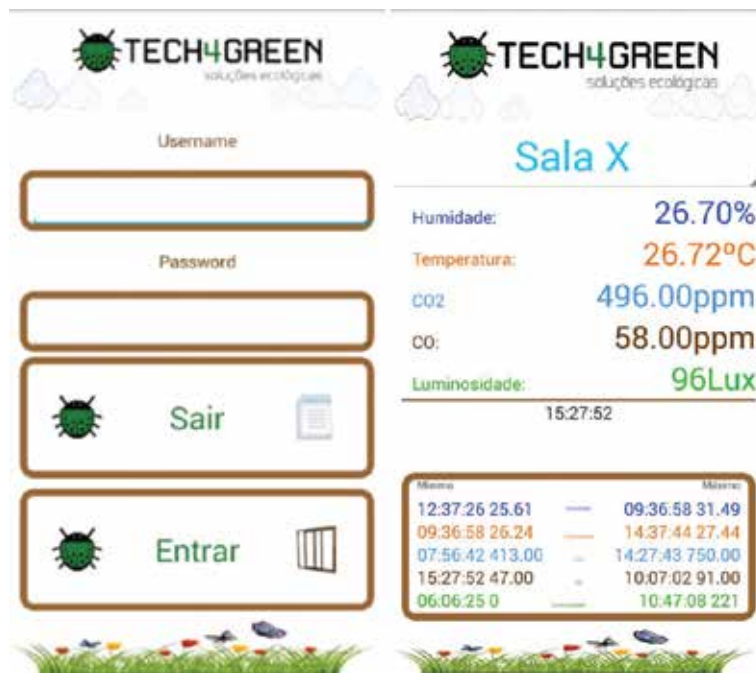 TECH4GREEN
soluções ecológicas
Username
Password
Sair
Entrar
TECH4GREEN
soluções ecológicas
Sala X
Humidade: 26.70%
Temperatura: 26.72ºC
CO2 496.00ppm
CO: 58.00ppm
Luminosidade: 96Lux
15:27:52
Mínimo Máximo
12:37:26 25.61 09:36:58 31.49
09:36:58 26.24 14:37:44 27.44
07:56:42 413.00 14:27:43 750.00
15:27:52 47.00 10:07:02 91.00
06:06:25 0 10:47:08 221